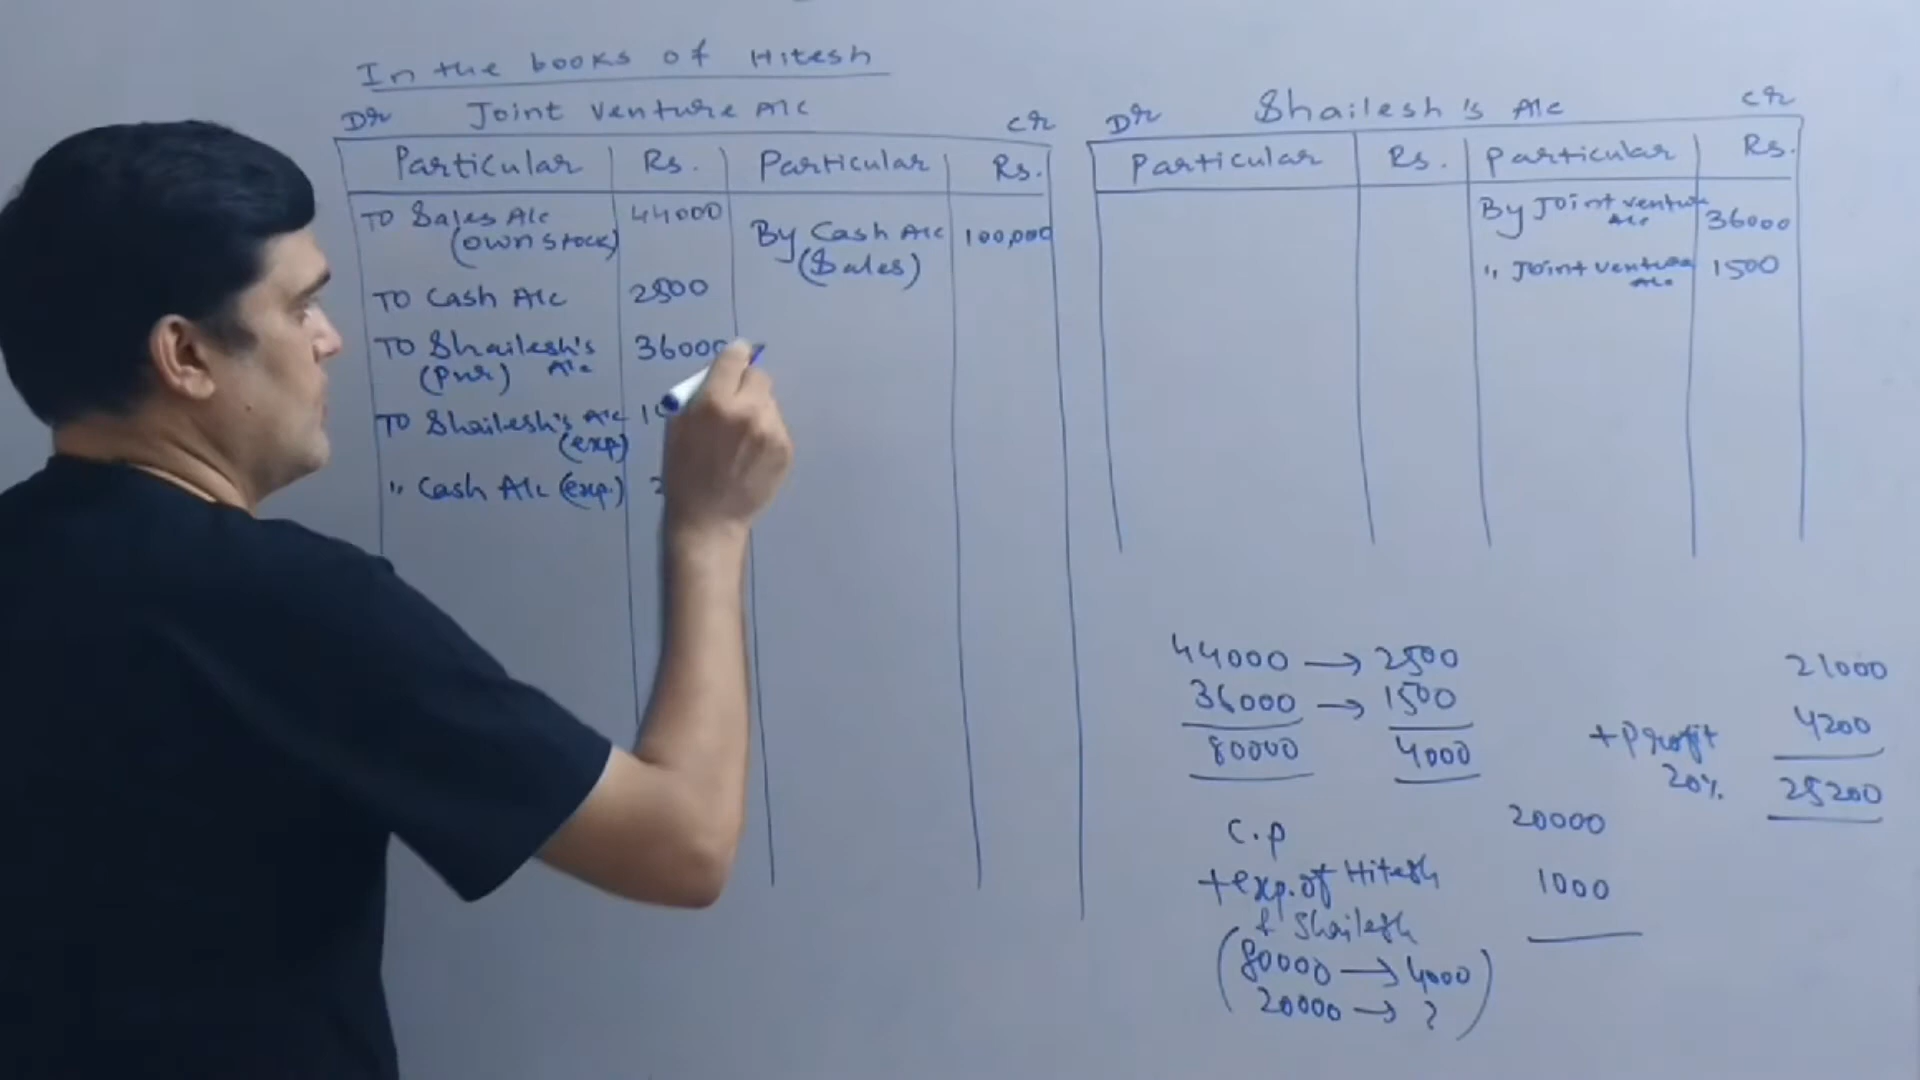 In the books of Hitesh
Dr Joint Venture A/c Cr
Particular Rs. Particular Rs.
To Sales A/c 44000
(own stock)
By Cash A/c 100,000
(Sales)
To Cash A/c 2500
To Shailesh's 36000
(Pur) A/c
To Shailesh's A/c 1
(exp)
" Cash A/c (exp.) 2
Dr Shailesh's A/c Cr
Particular Rs. Particular Rs.
By Joint Ventur 36000
A/c
" Joint Venture 1500
A/c
44000 → 2500
36000 → 1500
80000 4000
C.P 20000
+exp. of Hitesh 1000
& Shailesh
(80000 → 4000
20000 → ?)
21000
+Profit 4200
20%.
25200